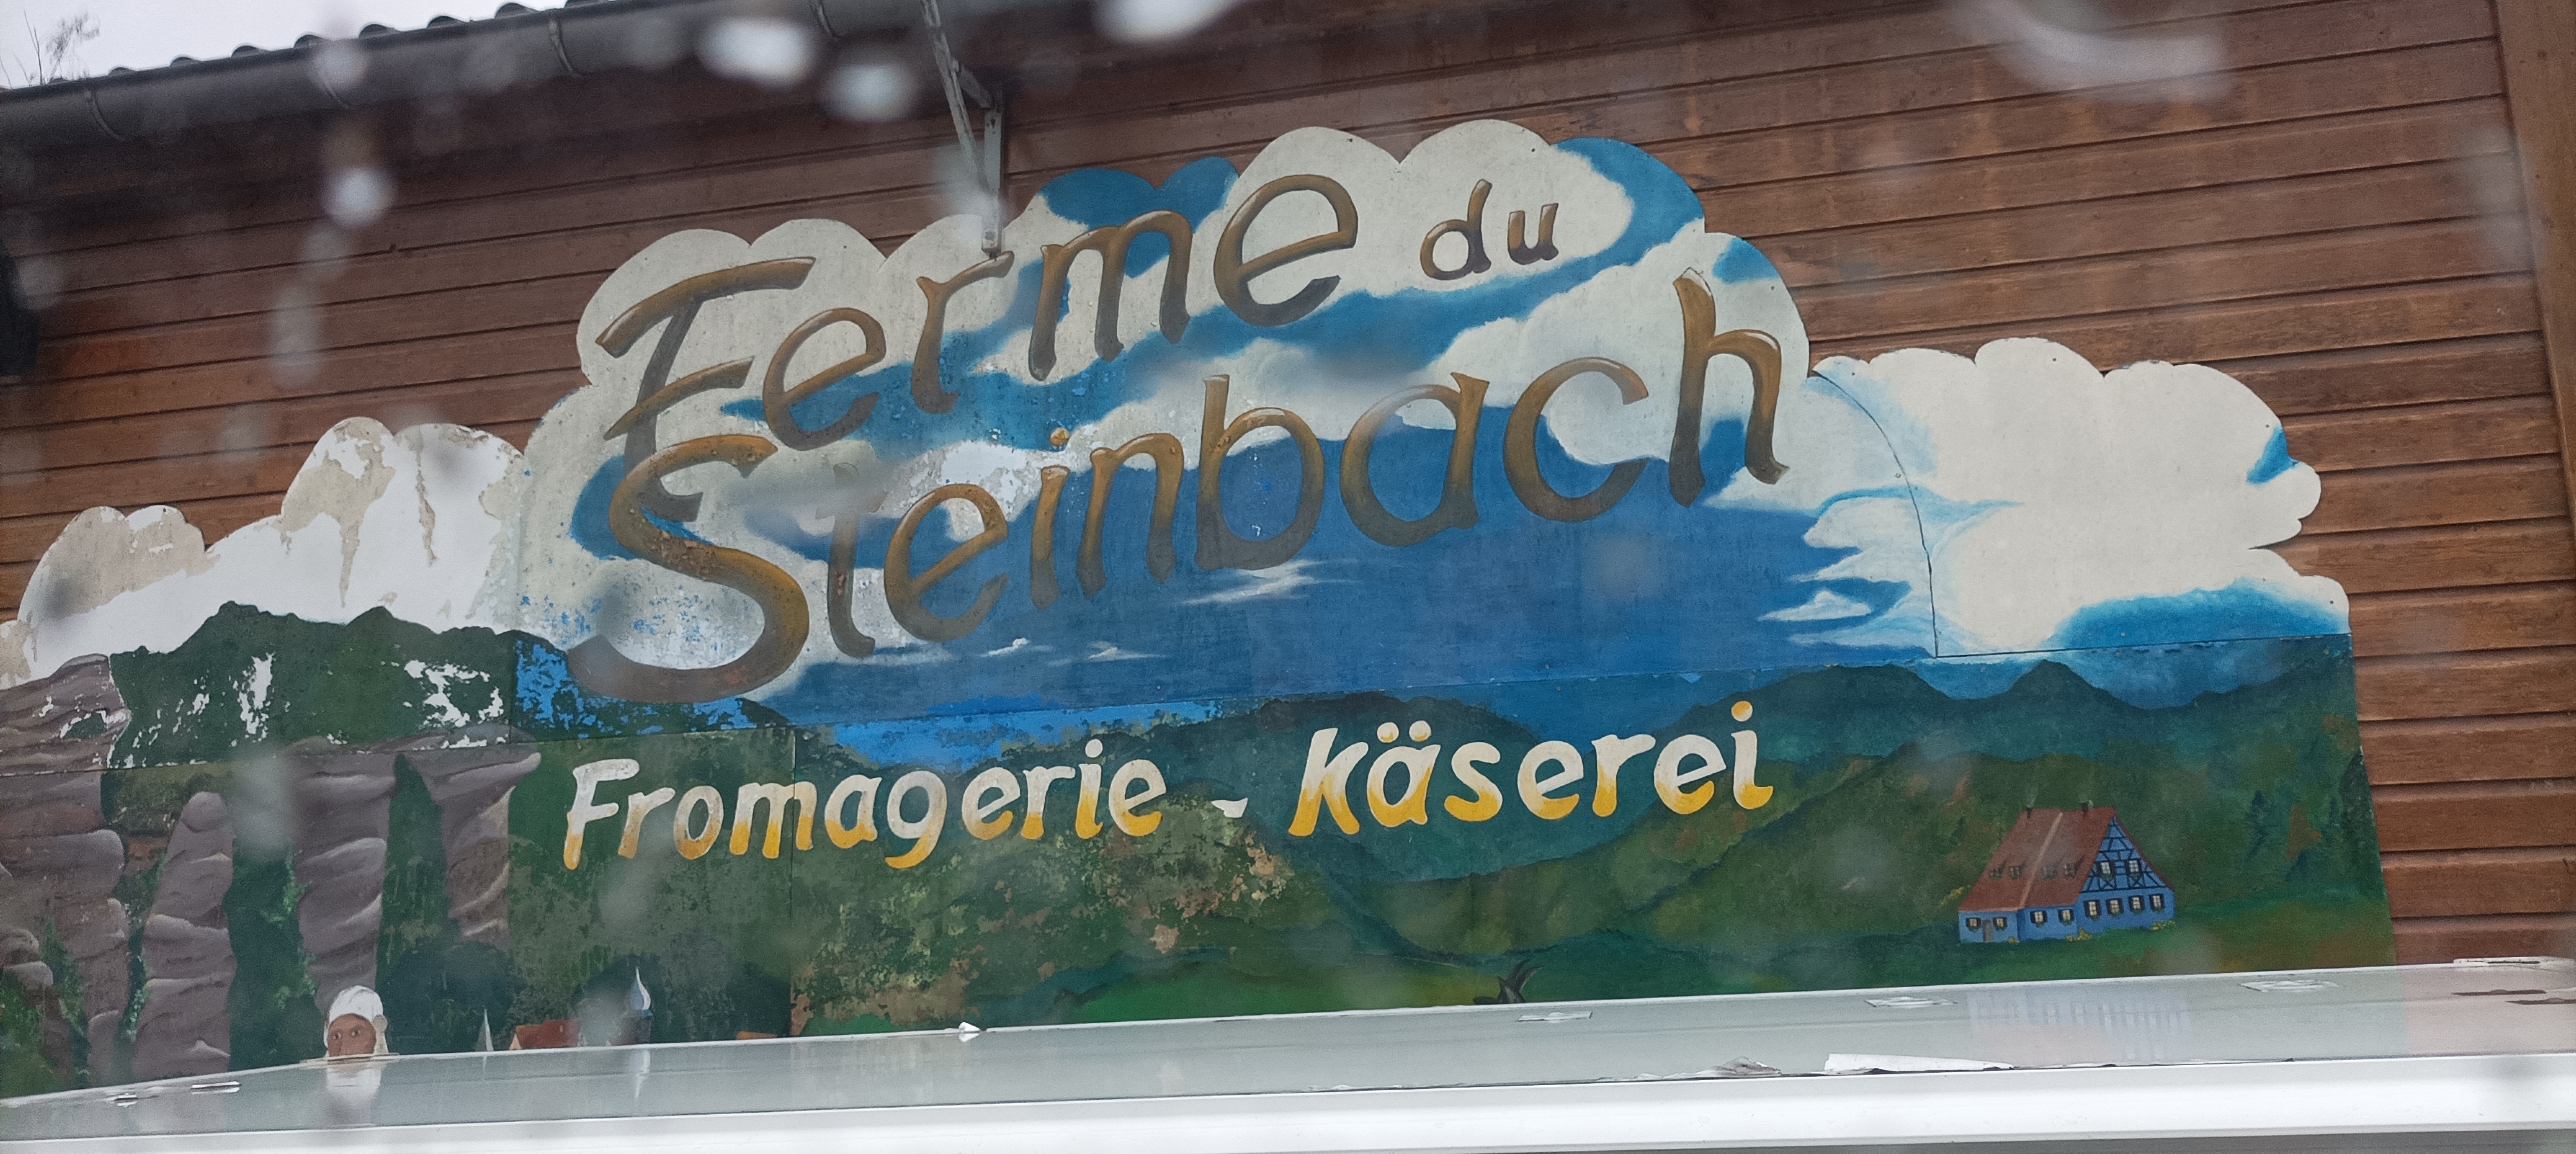 Ferme du
Steinbach
Fromagerie - käserei